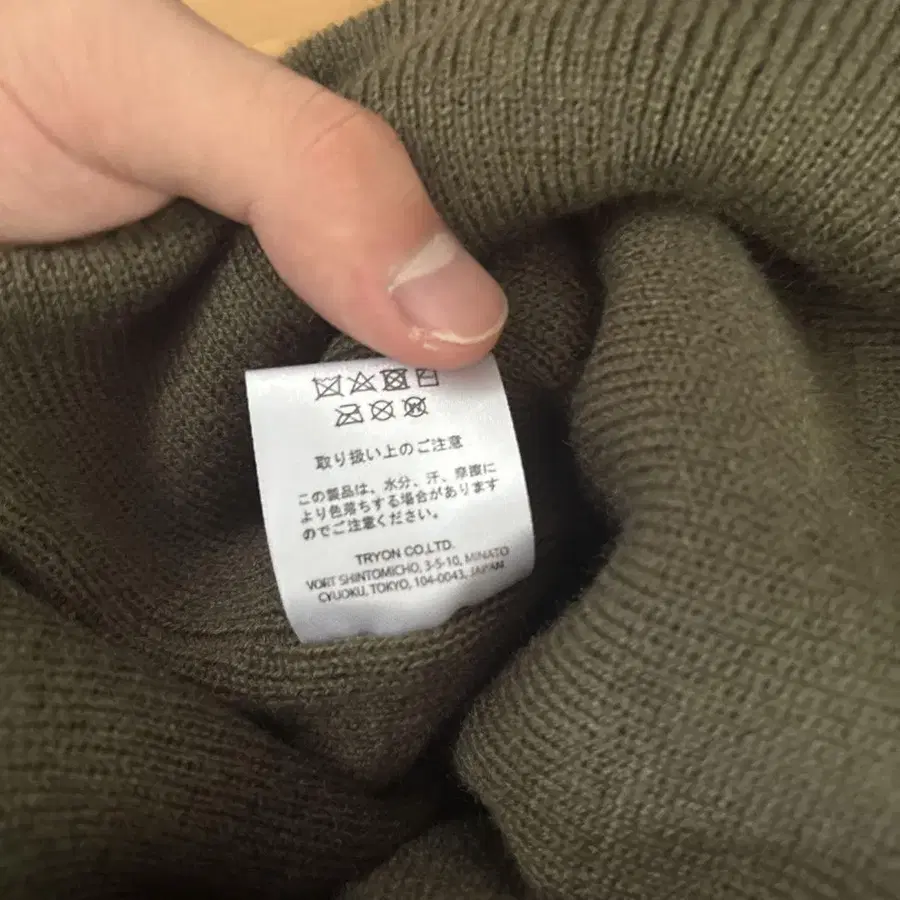 取り扱い上のご注意
この製品は、水分、汗、摩擦に
より色落ちする場合があります
のでご注意ください。
TRYON CO.LTD.
VORT SHINTOMICHO, 3-5-10, MINATO
CYUOKU, TOKYO, 104-0043, JAPAN